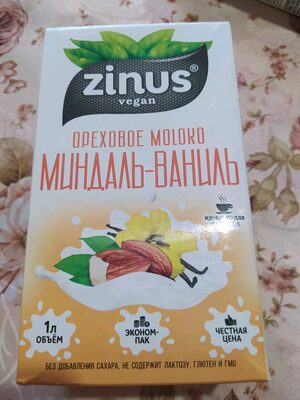 zinus®
vegan
ОРЕХОВОЕ MOLOKO
МИНДАЛЬ-ВАНИЛЬ
1л
ОБЪЁМ
ЭКОНОМ-
ПАК
ЧЕСТНАЯ
ЦЕНА
БЕЗ ДОБАВЛЕНИЯ САХАРА, НЕ СОДЕРЖИТ ЛАКТОЗУ, ГЛЮТЕН И ГМО